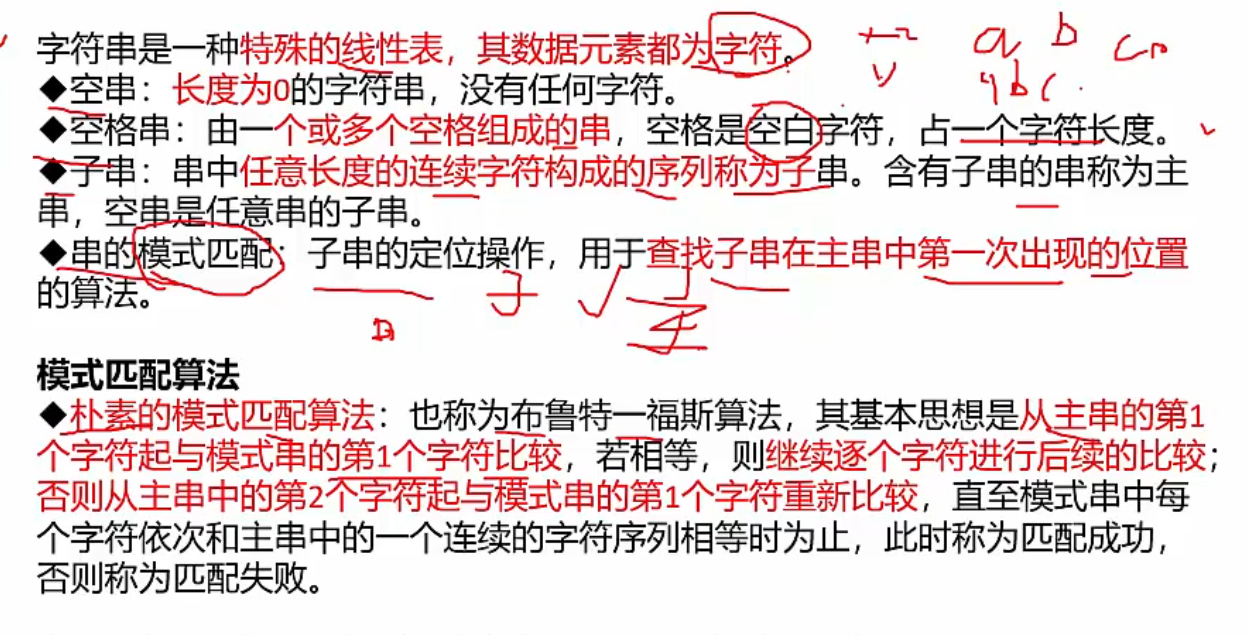 字符串是一种特殊的线性表，其数据元素都为字符。
◆空串：长度为0的字符串，没有任何字符。
◆空格串：由一个或多个空格组成的串，空格是空白字符，占一个字符长度。
◆子串：串中任意长度的连续字符构成的序列称为子串。含有子串的串称为主
串，空串是任意串的子串。
◆串的模式匹配：子串的定位操作，用于查找子串在主串中第一次出现的位置
的算法。
模式匹配算法
◆朴素的模式匹配算法：也称为布鲁特一福斯算法，其基本思想是从主串的第1
个字符起与模式串的第1个字符比较，若相等，则继续逐个字符进行后续的比较；
否则从主串中的第2个字符起与模式串的第1个字符重新比较，直至模式串中每
个字符依次和主串中的一个连续的字符序列相等时为止，此时称为匹配成功，
否则称为匹配失败。
a b